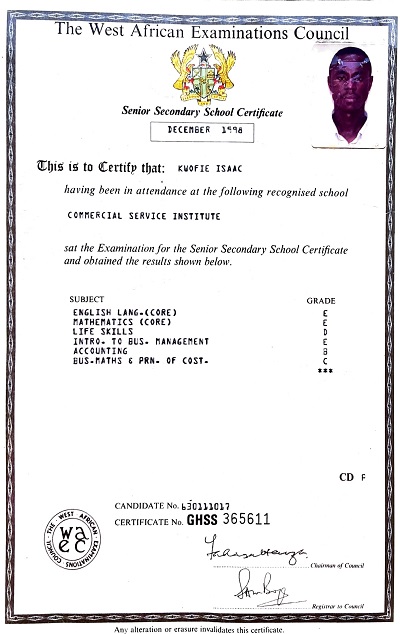 The West African Examinations Council
Senior Secondary School Certificate
DECEMBER 1998
This is to Certify that: KWOFIE ISAAC
having been in attendance at the following recognised school
COMMERCIAL SERVICE INSTITUTE
sat the Examination for the Senior Secondary School Certificate
and obtained the results shown below.
SUBJECT GRADE
ENGLISH LANG.(CORE) E
MATHEMATICS (CORE) E
LIFE SKILLS D
INTRO. TO BUS. MANAGEMENT E
ACCOUNTING B
BUS.MATHS & PRN. OF COST. C
***
CD F
CANDIDATE No. 630111017
CERTIFICATE No. GHSS 365611
THE WEST AFRICAN EXAMINATIONS COUNCIL
wa
ec
Chairman of Council
Registrar to Council
Any alteration or erasure invalidates this certificate.